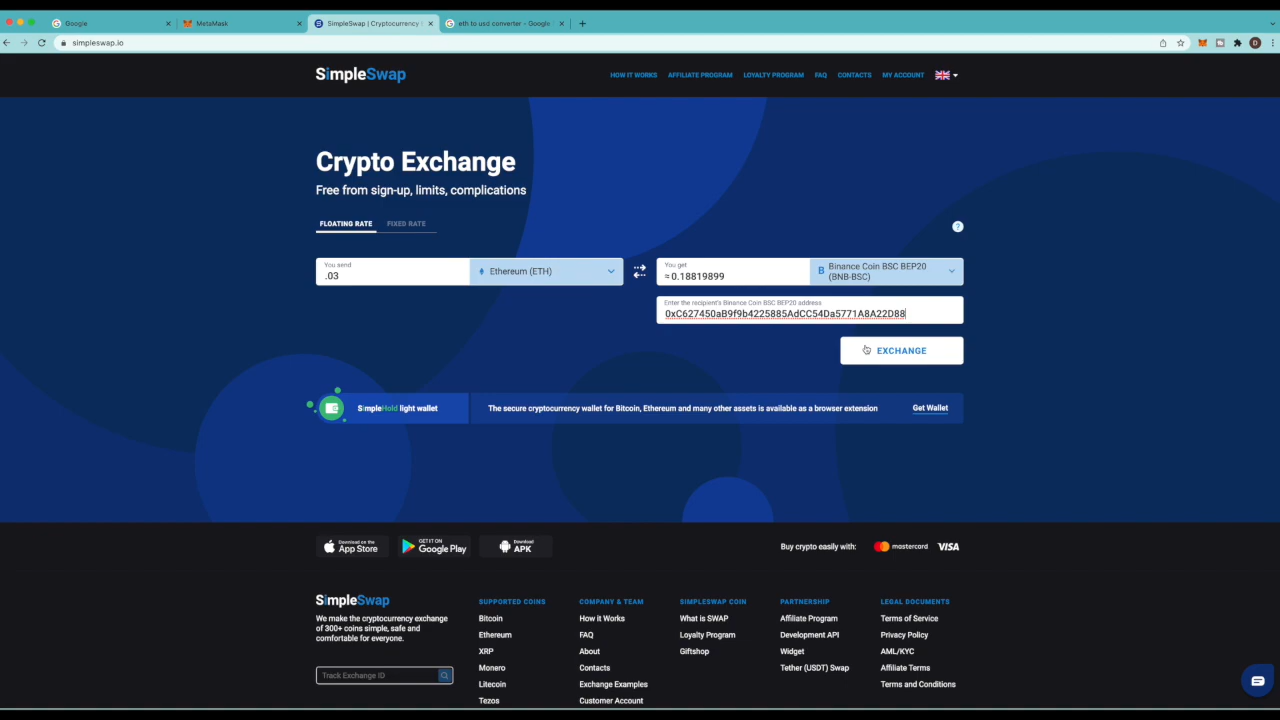 Google
MetaMask
SimpleSwap | Cryptocurrency
eth to usd converter - Google
simpleswap.io
D
SimpleSwap
HOW IT WORKS
AFFILIATE PROGRAM
LOYALTY PROGRAM
FAQ
CONTACTS
MY ACCOUNT
Crypto Exchange
Free from sign-up, limits, complications
FLOATING RATE
FIXED RATE
?
You send
.03
Ethereum (ETH)
You get
≈ 0.18819899
B
Binance Coin BSC BEP20
(BNB-BSC)
Enter the recipient's Binance Coin BSC BEP20 address
0xC627450aB9f9b4225885AdCC54Da5771A8A22D88
EXCHANGE
SimpleHold light wallet
The secure cryptocurrency wallet for Bitcoin, Ethereum and many other assets is available as a browser extension
Get Wallet
Download on the
App Store
GET IT ON
Google Play
Download
APK
Buy crypto easily with:
mastercard
VISA
SimpleSwap
We make the cryptocurrency exchange
of 300+ coins simple, safe and
comfortable for everyone.
Track Exchange ID
SUPPORTED COINS
Bitcoin
Ethereum
XRP
Monero
Litecoin
Tezos
COMPANY & TEAM
How it Works
FAQ
About
Contacts
Exchange Examples
Customer Account
SIMPLESWAP COIN
What is SWAP
Loyalty Program
Giftshop
PARTNERSHIP
Affiliate Program
Development API
Widget
Tether (USDT) Swap
LEGAL DOCUMENTS
Terms of Service
Privacy Policy
AML/KYC
Affiliate Terms
Terms and Conditions